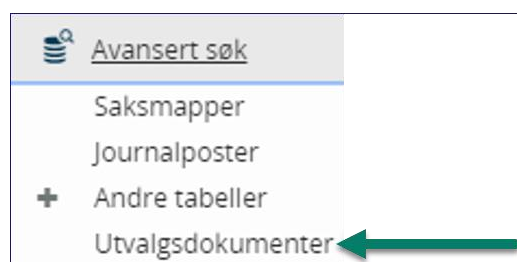 Avansert søk
Saksmapper
Journalposter
Andre tabeller
Utvalgsdokumenter